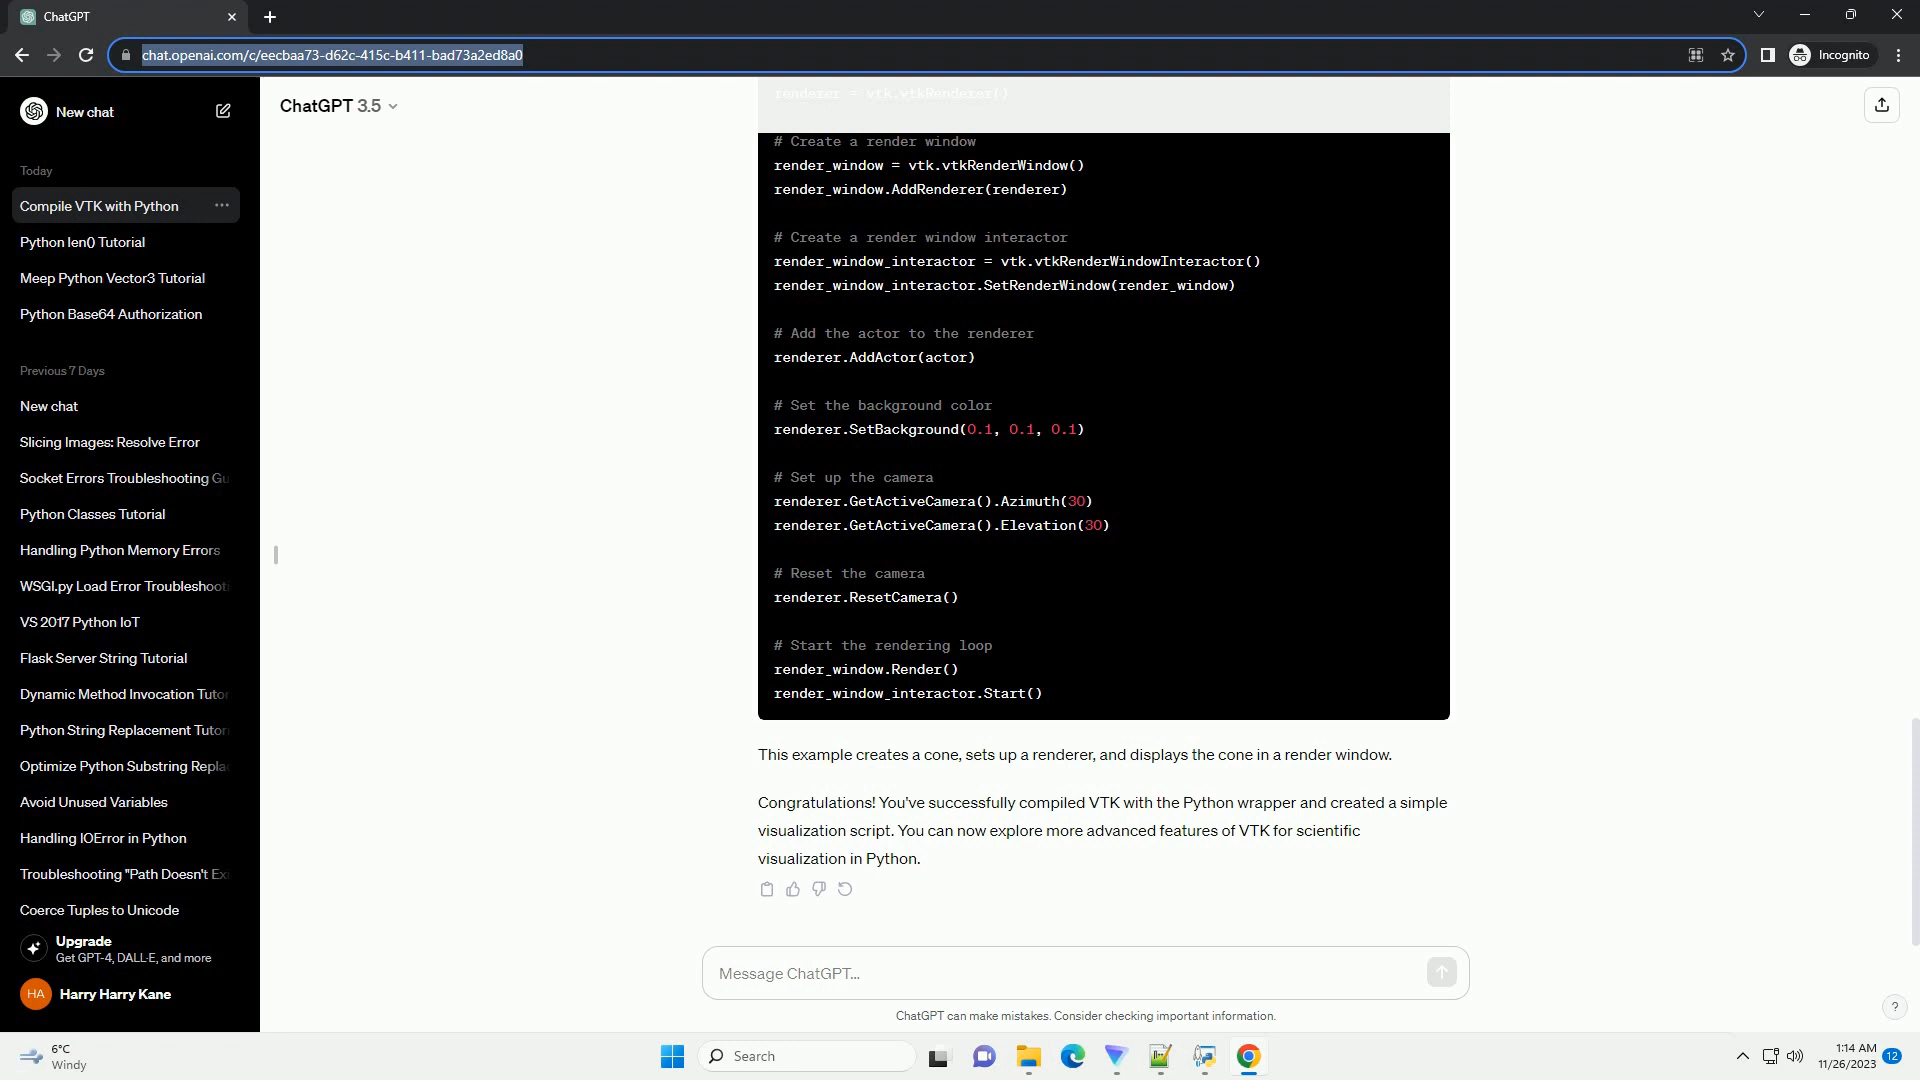 ChatGPT
chat.openai.com/c/eecbaa73-d62c-415c-b411-bad73a2ed8a0
Incognito
New chat
Today
Compile VTK with Python
Python len() Tutorial
Meep Python Vector3 Tutorial
Python Base64 Authorization
Previous 7 Days
New chat
Slicing Images: Resolve Error
Socket Errors Troubleshooting Gu
Python Classes Tutorial
Handling Python Memory Errors
WSGI.py Load Error Troubleshoot
VS 2017 Python IoT
Flask Server String Tutorial
Dynamic Method Invocation Tutor
Python String Replacement Tutor
Optimize Python Substring Repla
Avoid Unused Variables
Handling IOError in Python
Troubleshooting "Path Doesn't Ex
Coerce Tuples to Unicode
Upgrade
Get GPT-4, DALL·E, and more
HA
Harry Harry Kane
ChatGPT 3.5
renderer = vtk.vtkRenderer()
# Create a render window
render_window = vtk.vtkRenderWindow()
render_window.AddRenderer(renderer)
# Create a render window interactor
render_window_interactor = vtk.vtkRenderWindowInteractor()
render_window_interactor.SetRenderWindow(render_window)
# Add the actor to the renderer
renderer.AddActor(actor)
# Set the background color
renderer.SetBackground(0.1, 0.1, 0.1)
# Set up the camera
renderer.GetActiveCamera().Azimuth(30)
renderer.GetActiveCamera().Elevation(30)
# Reset the camera
renderer.ResetCamera()
# Start the rendering loop
render_window.Render()
render_window_interactor.Start()
This example creates a cone, sets up a renderer, and displays the cone in a render window.
Congratulations! You've successfully compiled VTK with the Python wrapper and created a simple
visualization script. You can now explore more advanced features of VTK for scientific
visualization in Python.
Message ChatGPT...
ChatGPT can make mistakes. Consider checking important information.
?
6°C
Windy
Search
1:14 AM
11/26/2023
12